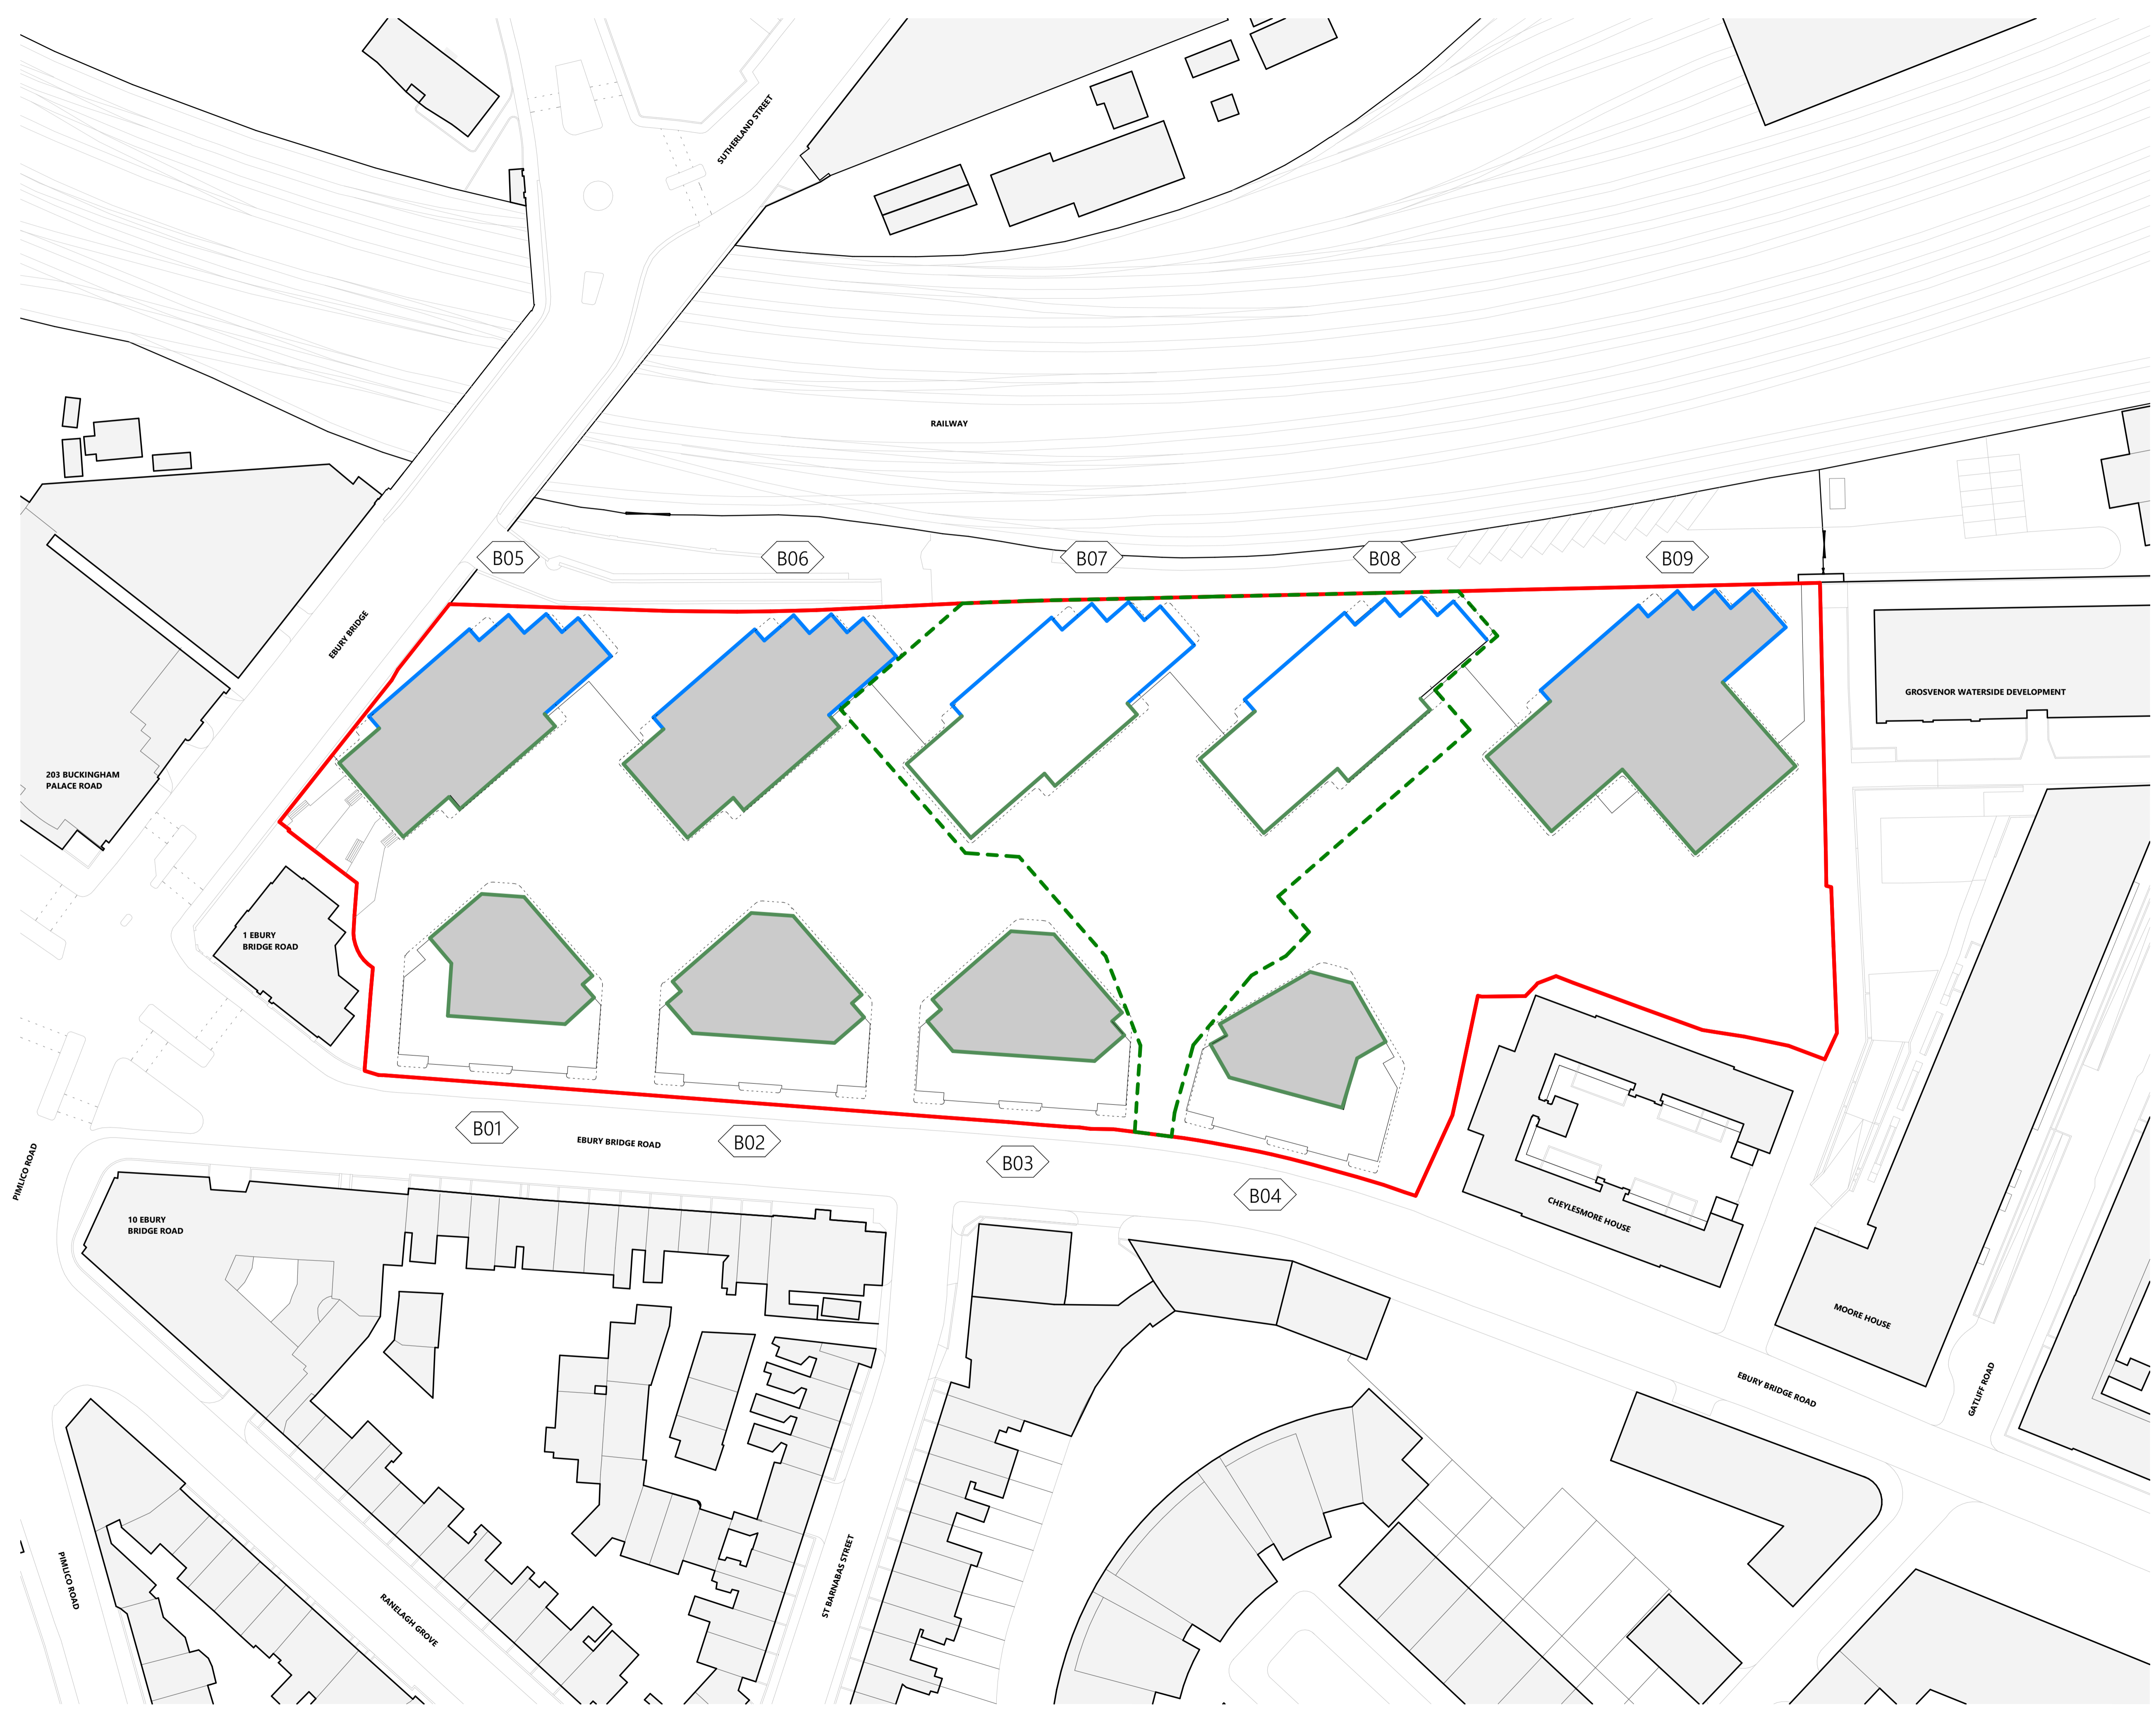 SUTHERLAND STREET
RAILWAY
B05
B06
B07
B08
B09
EBURY BRIDGE
GROSVENOR WATERSIDE DEVELOPMENT
203 BUCKINGHAM
PALACE ROAD
1 EBURY
BRIDGE ROAD
B01
EBURY BRIDGE ROAD
B02
B03
B04
PIMLICO ROAD
10 EBURY
BRIDGE ROAD
CHEYLESMORE HOUSE
MOORE HOUSE
EBURY BRIDGE ROAD
GATLIFF ROAD
PIMLICO ROAD
RANELAGH GROVE
ST BARNABAS STREET